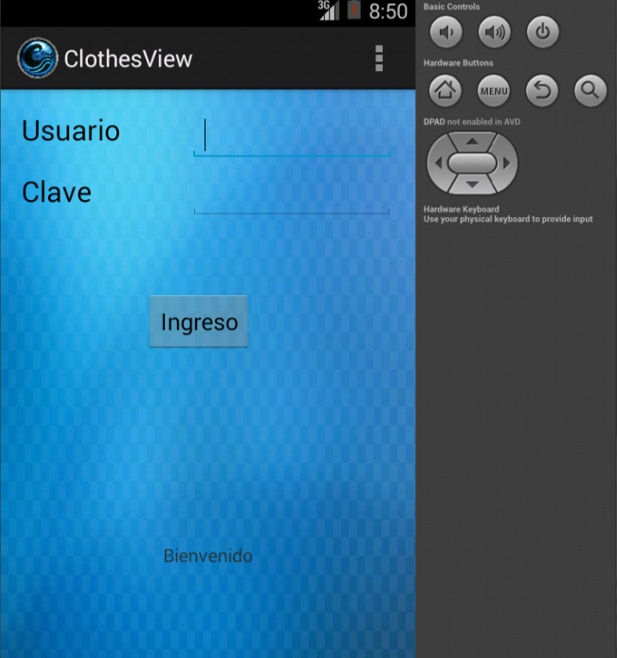 3G 8:50
ClothesView
Usuario
Clave
Ingreso
Bienvenido
Basic Controls
Hardware Buttons
MENU
DPAD not enabled in AVD
Hardware Keyboard
Use your physical keyboard to provide input